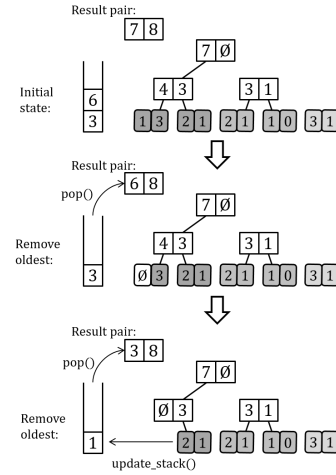 Result pair:
7 8
7 Ø
Initial state:
6
3
4 3 3 1
1 3 2 1 2 1 1 0 3 1
Result pair:
pop()
6 8
7 Ø
Remove oldest:
3
4 3 3 1
Ø 3 2 1 2 1 1 0 3 1
Result pair:
pop()
3 8
7 Ø
Remove oldest:
1
Ø 3 3 1
2 1 2 1 1 0 3 1
update_stack()